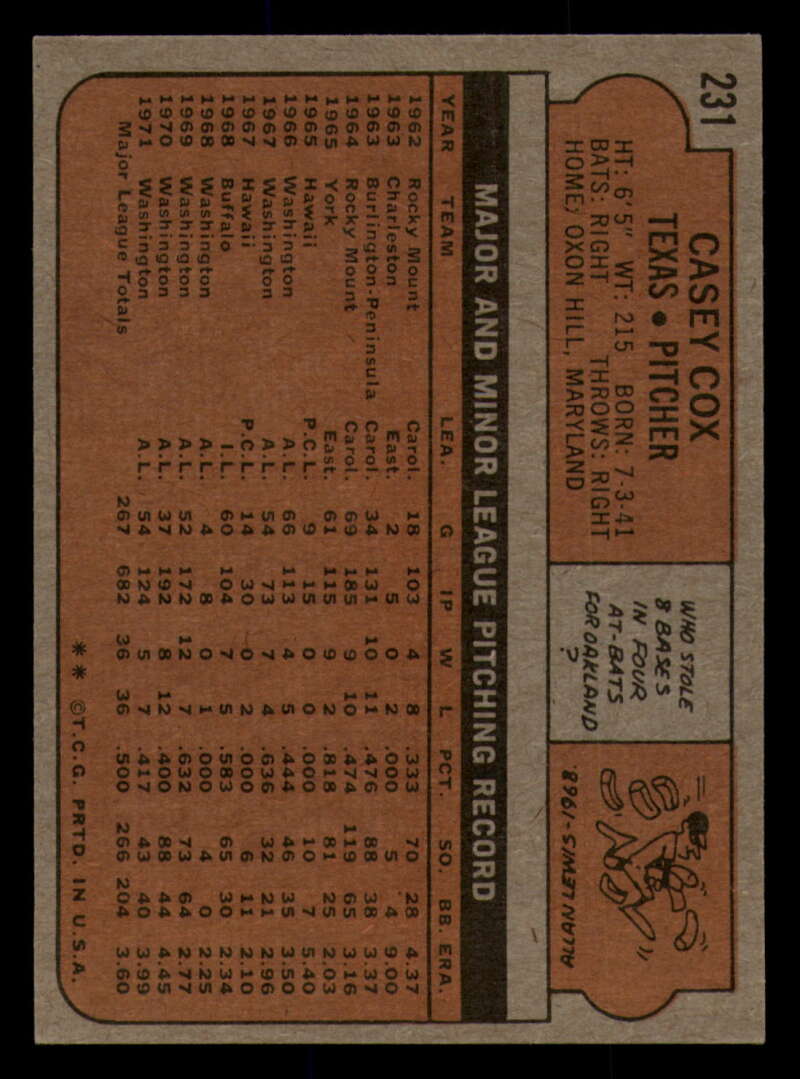 231
CASEY COX
TEXAS • PITCHER
HT: 6'5" WT: 215 BORN: 7-3-41
BATS: RIGHT THROWS: RIGHT
HOME: OXON HILL, MARYLAND
WHO STOLE
8 BASES
IN FOUR
AT-BATS
FOR OAKLAND
?
ALLAN LEWIS-1968.
MAJOR AND MINOR LEAGUE PITCHING RECORD
YEAR TEAM LEA. G IP W L PCT. SO. BB. ERA.
1962 Rocky Mount Carol. 18 103 4 8 .333 70 28 4.37
1963 Charleston East. 2 5 0 2 .000 5 4 9.00
1963 Burlington-Peninsula Carol. 34 131 10 11 .476 88 38 3.37
1964 Rocky Mount Carol. 69 185 9 10 .474 119 65 3.16
1965 York East. 61 115 9 2 .818 81 25 2.03
1965 Hawaii P.C.L. 9 15 0 0 .000 10 7 5.40
1966 Washington A.L. 66 113 4 5 .444 46 35 3.50
1967 Washington A.L. 54 73 7 4 .636 32 21 2.96
1967 Hawaii P.C.L. 14 30 0 2 .000 6 11 2.10
1968 Buffalo I.L. 60 104 7 5 .583 65 30 2.34
1968 Washington A.L. 4 8 0 1 .000 4 0 2.25
1969 Washington A.L. 52 172 12 7 .632 73 64 2.77
1970 Washington A.L. 37 192 8 12 .400 88 44 4.45
1971 Washington A.L. 54 124 5 7 .417 43 40 3.99
Major League Totals 267 682 36 36 .500 266 204 3.60
** ©T.C.G. PRTD. IN U.S.A.